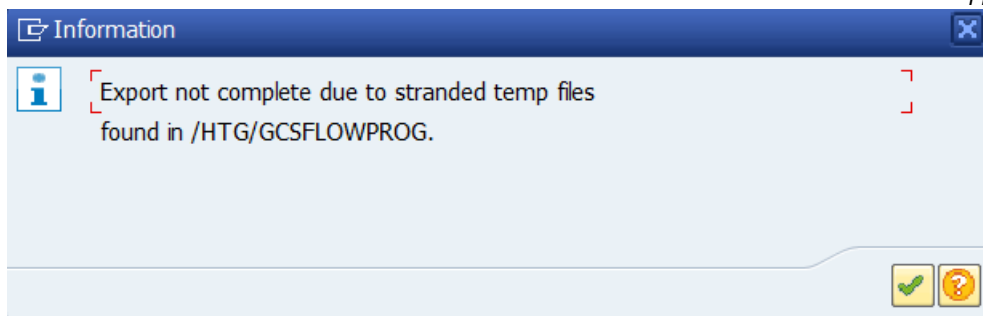 Information
Export not complete due to stranded temp files
found in /HTG/GCSFLOWPROG.